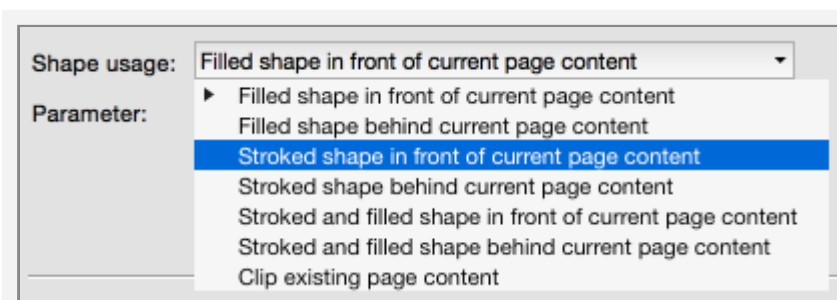 Shape usage: Filled shape in front of current page content
Parameter:
Filled shape in front of current page content
Filled shape behind current page content
Stroked shape in front of current page content
Stroked shape behind current page content
Stroked and filled shape in front of current page content
Stroked and filled shape behind current page content
Clip existing page content